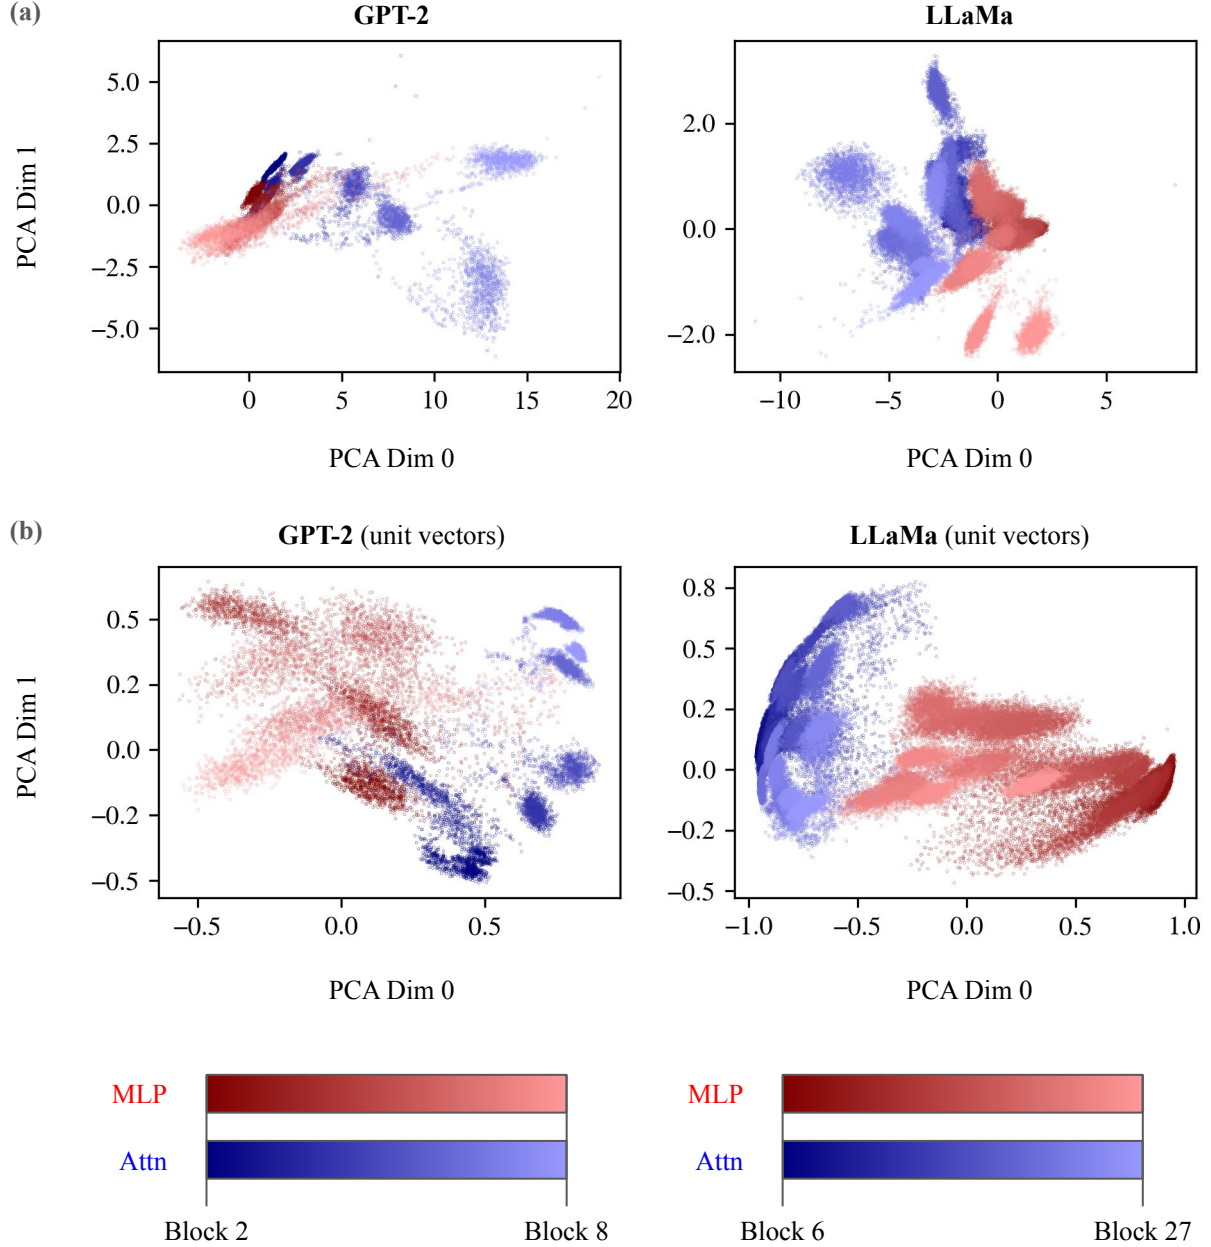 (a)
GPT-2
LLaMa
PCA Dim 1
5.0
2.5
0.0
−2.5
−5.0
0 5 10 15 20
PCA Dim 0
2.0
0.0
−2.0
−10 −5 0 5
PCA Dim 0
(b)
GPT-2 (unit vectors)
LLaMa (unit vectors)
PCA Dim 1
0.5
0.2
0.0
−0.2
−0.5
−0.5 0.0 0.5
PCA Dim 0
0.8
0.5
0.2
0.0
−0.2
−0.5
−1.0 −0.5 0.0 0.5 1.0
PCA Dim 0
MLP
Attn
Block 2 Block 8
MLP
Attn
Block 6 Block 27